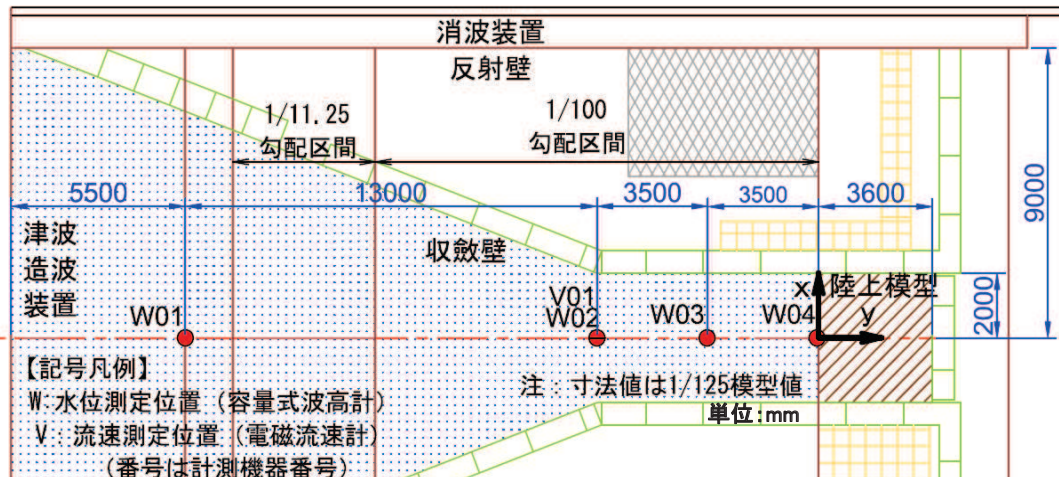 消波装置
反射壁
1/11.25
勾配区間
1/100
勾配区間
5500
13000
3500
3500
3600
9000
津波
造波
装置
収斂壁
W01
V01
W02
W03
W04
x
陸上模型
y
2000
【記号凡例】
W:水位測定位置（容量式波高計）
V：流速測定位置（電磁流速計）
（番号は計測機器番号）
注：寸法値は1/125模型値
単位:mm